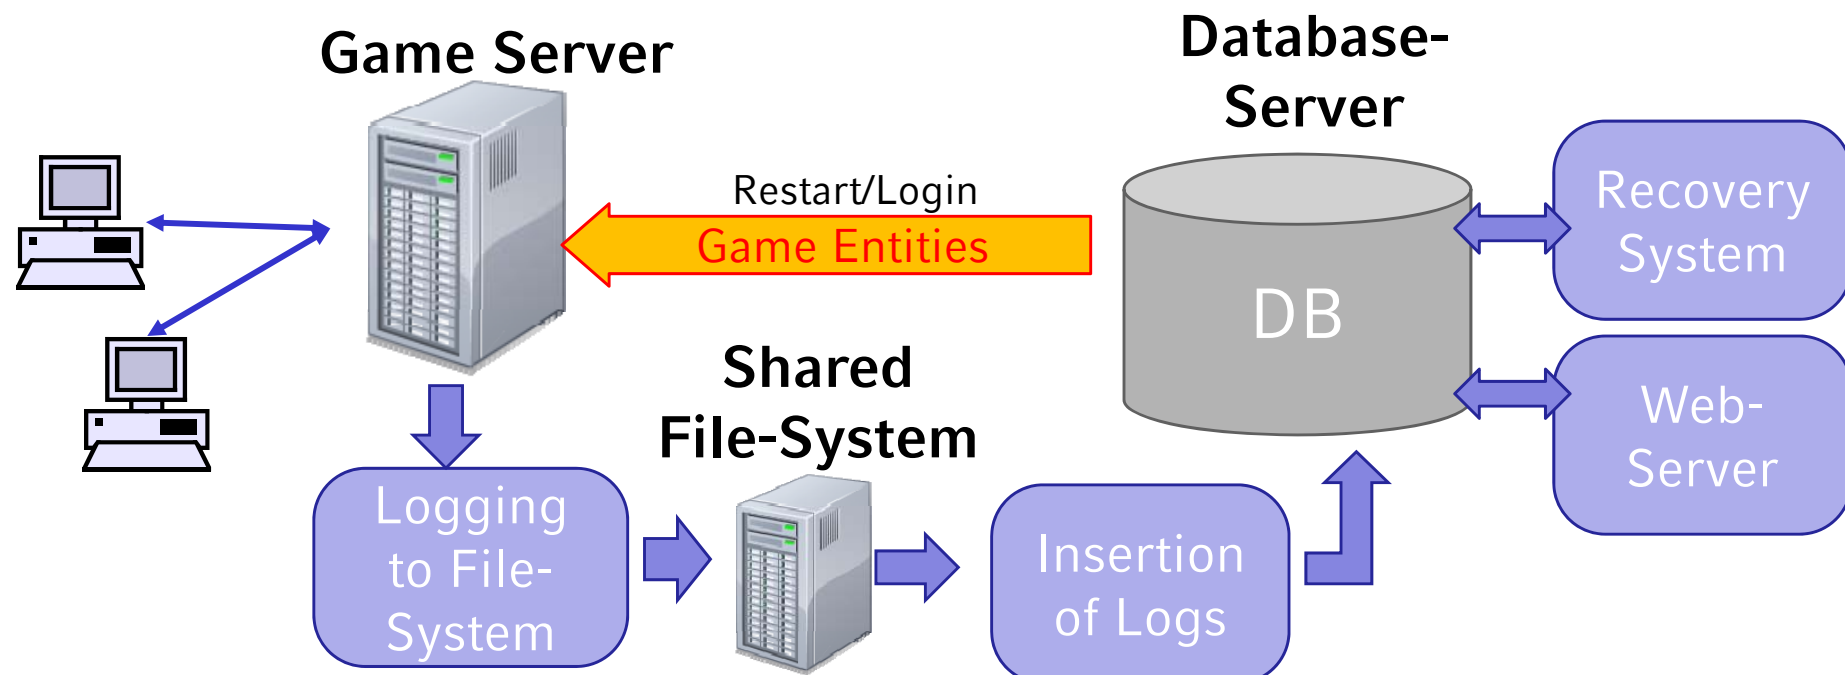 Game Server
Database-
Server
Restart/Login
Game Entities
DB
Recovery
System
Web-
Server
Shared
File-System
Logging
to File-
System
Insertion
of Logs